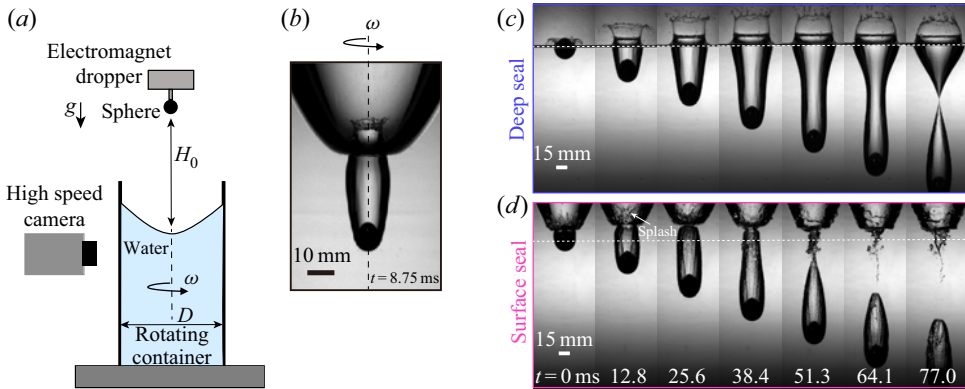 (a)
Electromagnet
dropper
g
Sphere
H0
High speed
camera
Water
ω
D
Rotating
container
(b)
ω
10 mm
t = 8.75 ms
(c)
Deep seal
15 mm
(d)
Surface seal
Splash
15 mm
t = 0 ms 12.8 25.6 38.4 51.3 64.1 77.0